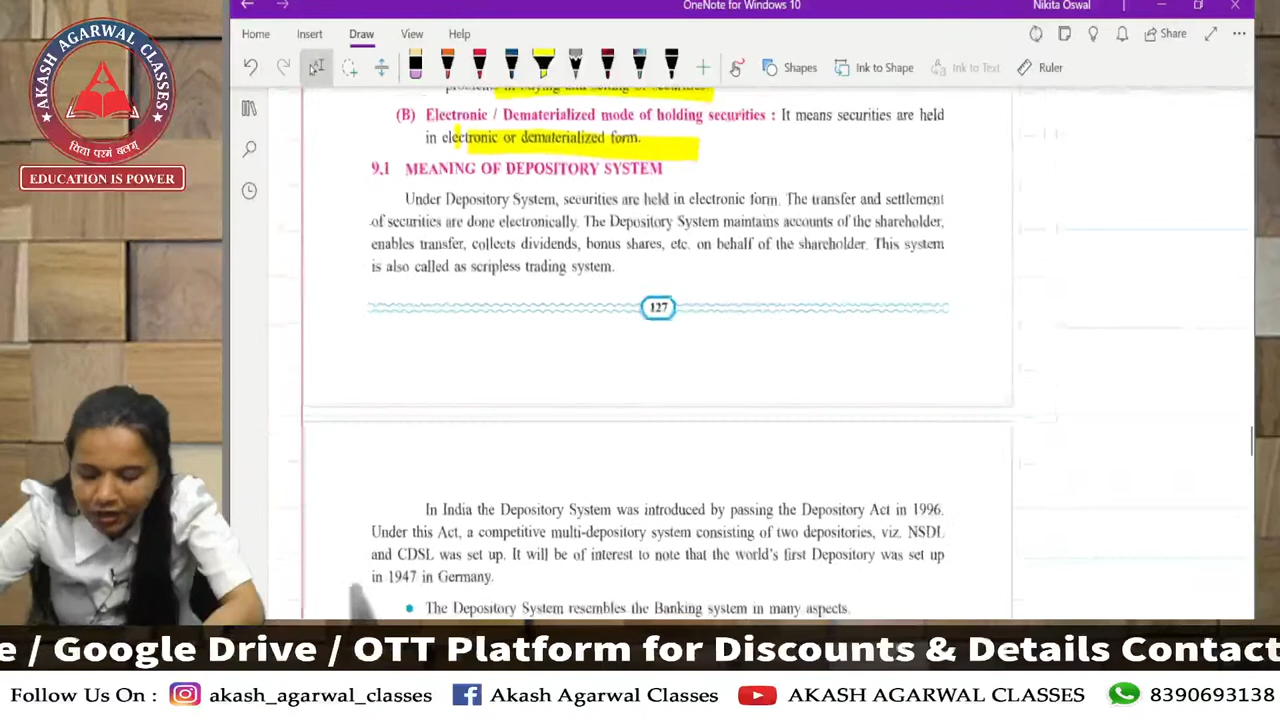 OneNote for Windows 10
Nikita Oswal
Home
Insert
Draw
View
Help
Share
Shapes
Ink to Shape
Ink to Text
Ruler
AKASH AGARWAL CLASSES
विद्या परमं बलम्
EDUCATION IS POWER
problems in buying and selling of securities.
(B) Electronic / Dematerialized mode of holding securities : It means securities are held
in electronic or dematerialized form.
9.1 MEANING OF DEPOSITORY SYSTEM
Under Depository System, securities are held in electronic form. The transfer and settlement
of securities are done electronically. The Depository System maintains accounts of the shareholder,
enables transfer, collects dividends, bonus shares, etc. on behalf of the shareholder. This system
is also called as scripless trading system.
127
In India the Depository System was introduced by passing the Depository Act in 1996.
Under this Act, a competitive multi-depository system consisting of two depositories, viz. NSDL
and CDSL was set up. It will be of interest to note that the world's first Depository was set up
in 1947 in Germany.
• The Depository System resembles the Banking system in many aspects.
e / Google Drive / OTT Platform for Discounts & Details Contact
Follow Us On : akash_agarwal_classes Akash Agarwal Classes AKASH AGARWAL CLASSES 8390693138